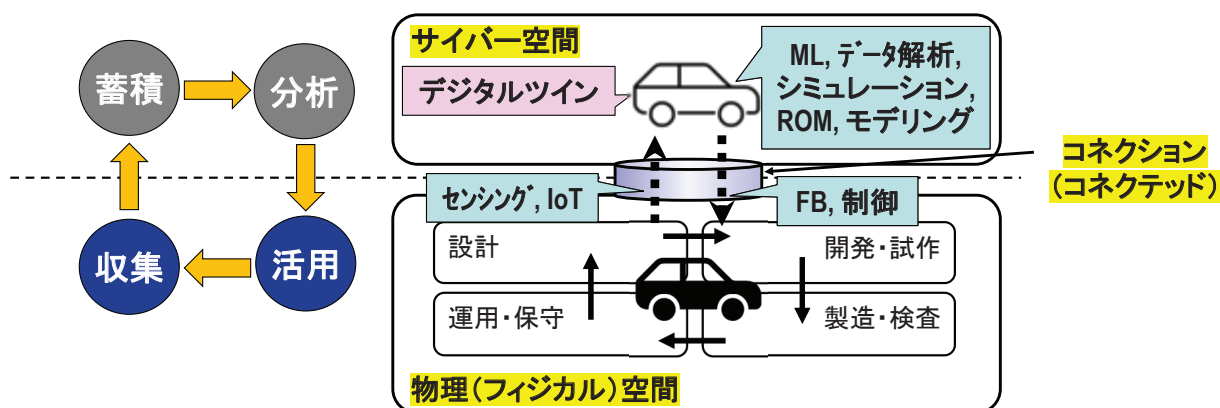 蓄積
分析
収集
活用
サイバー空間
デジタルツイン
ML, ﾃﾞｰﾀ解析,
シミュレーション,
ROM, モデリング
コネクション
(コネクテッド)
ｾﾝｼﾝｸﾞ, IoT
FB, 制御
設計
開発・試作
運用・保守
製造・検査
物理(フィジカル)空間